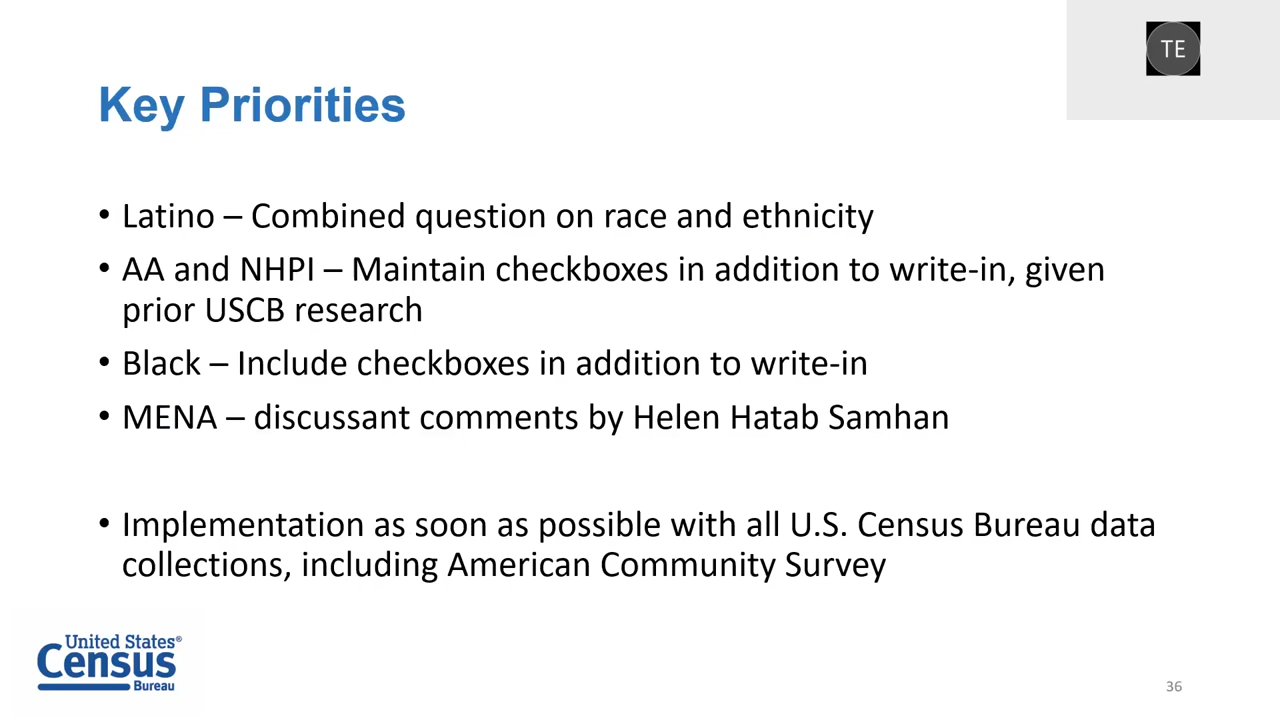 TE
Key Priorities
• Latino – Combined question on race and ethnicity
• AA and NHPI – Maintain checkboxes in addition to write-in, given
prior USCB research
• Black – Include checkboxes in addition to write-in
• MENA – discussant comments by Helen Hatab Samhan
• Implementation as soon as possible with all U.S. Census Bureau data
collections, including American Community Survey
United States®
Census
Bureau
36